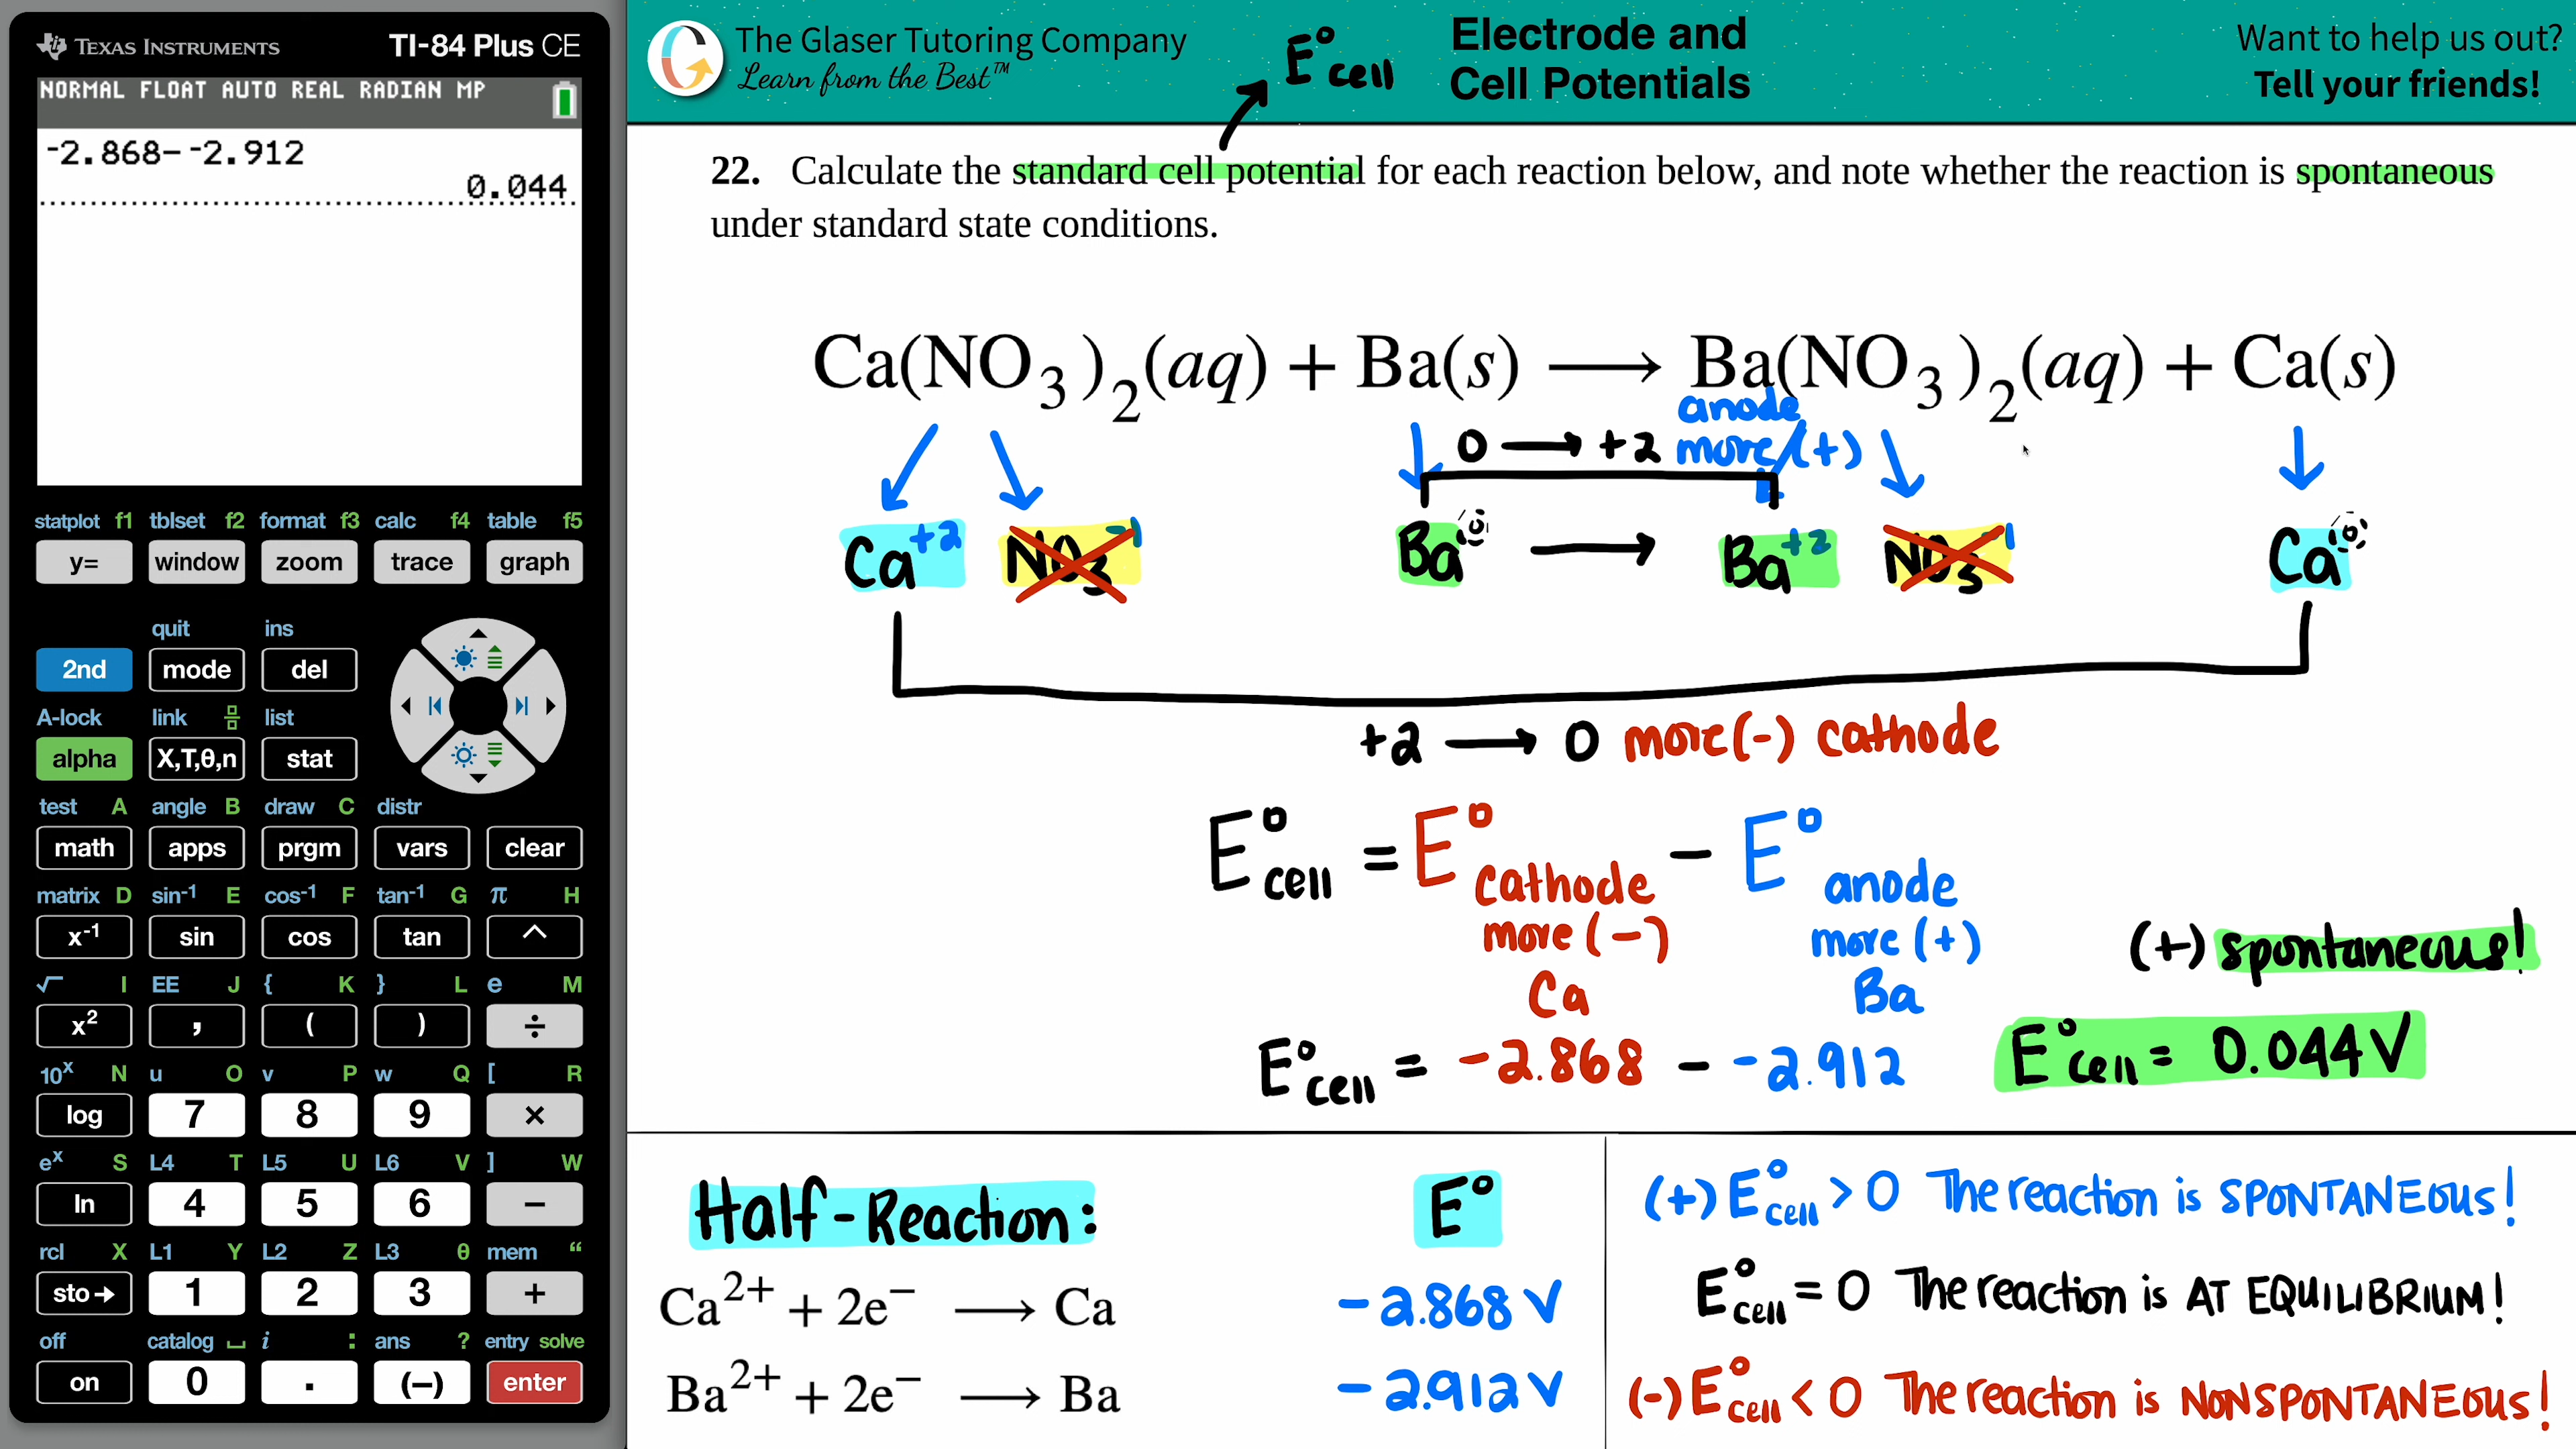 TEXAS INSTRUMENTS TI-84 Plus CE
NORMAL FLOAT AUTO REAL RADIAN MP
-2.868--2.912
0.044
statplot f1 tblset f2 format f3 calc f4 table f5
y= window zoom trace graph
quit ins
2nd mode del
A-lock link list
alpha X,T,θ,n stat
test A angle B draw C distr
math apps prgm vars clear
matrix D sin⁻¹ E cos⁻¹ F tan⁻¹ G π H
x⁻¹ sin cos tan ^
√ I EE J { K } L e M
x² , ( ) ÷
10ˣ N u O v P w Q [ R
log 7 8 9 ×
eˣ S L4 T L5 U L6 V ] W
ln 4 5 6 −
rcl X L1 Y L2 Z L3 θ mem “
sto→ 1 2 3 +
off catalog ⎵ i : ans ? entry solve
on 0 . (−) enter
The Glaser Tutoring Company
Learn from the Best™
E°cell
Electrode and
Cell Potentials
Want to help us out?
Tell your friends!
22. Calculate the standard cell potential for each reaction below, and note whether the reaction is spontaneous
under standard state conditions.
Ca(NO₃)₂(aq) + Ba(s) ⟶ Ba(NO₃)₂(aq) + Ca(s)
anode
0 → +2 more (+)
Ca⁺² NO₃⁻¹ Ba⁰ → Ba⁺² NO₃⁻¹ Ca⁰
+2 → 0 more (-) cathode
E°cell = E°cathode − E°anode
more (−) more (+)
Ca Ba
(+) spontaneous!
E°cell = -2.868 − -2.912 E°cell = 0.044 V
Half-Reaction: E°
Ca²⁺ + 2e⁻ ⟶ Ca -2.868 V
Ba²⁺ + 2e⁻ ⟶ Ba -2.912 V
(+) E°cell > 0 The reaction is SPONTANEOUS!
E°cell = 0 The reaction is AT EQUILIBRIUM!
(-) E°cell < 0 The reaction is NONSPONTANEOUS!